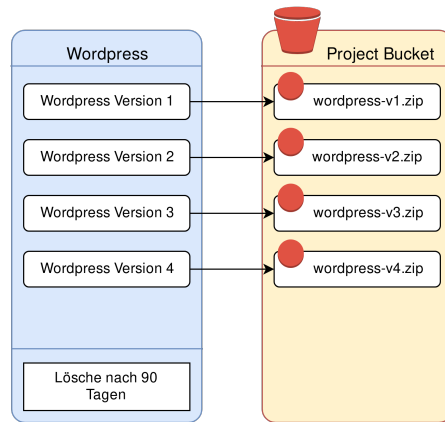 Wordpress
Project Bucket
Wordpress Version 1
wordpress-v1.zip
Wordpress Version 2
wordpress-v2.zip
Wordpress Version 3
wordpress-v3.zip
Wordpress Version 4
wordpress-v4.zip
Lösche nach 90
Tagen